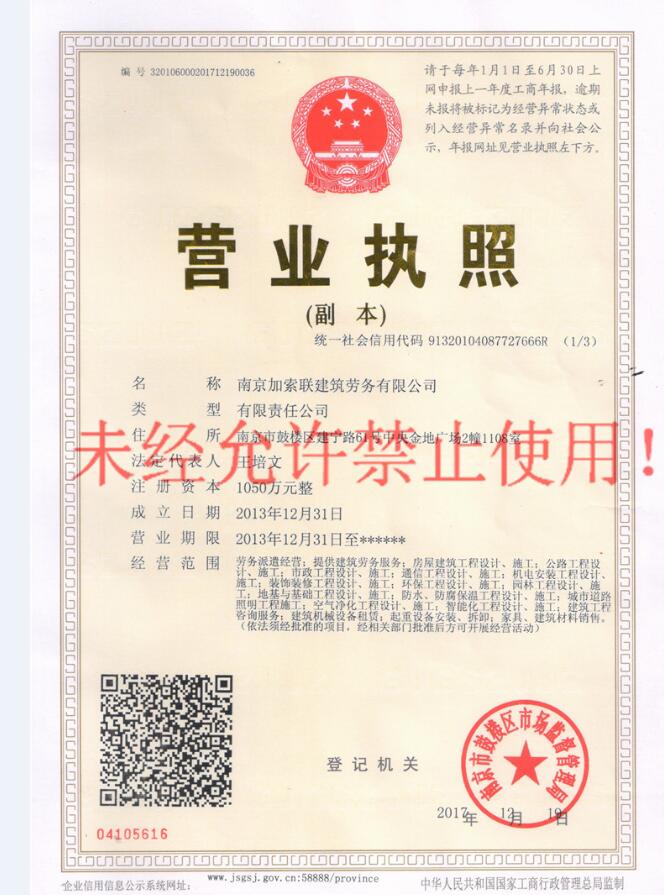 编 号 320106000201712190036
请于每年1月1日至6月30日上
网申报上一年度工商年报，逾期
未报将被标记为经营异常状态或
列入经营异常名录并向社会公
示，年报网址见营业执照左下方。
营业执照
(副 本)
统一社会信用代码 91320104087727666R （1/3）
名 称 南京加索联建筑劳务有限公司
类 型 有限责任公司
住 所 南京市鼓楼区建宁路61号中央金地广场2幢1108室
未经允许禁止使用！
法定代表人 王培文
注册资本 1050万元整
成立日期 2013年12月31日
营业期限 2013年12月31日至******
经营范围 劳务派遣经营；提供建筑劳务服务；房屋建筑工程设计、施工；公路工程设
计、施工；市政工程设计、施工；通信工程设计、施工；机电安装工程设计、
施工；装饰装修工程设计、施工；环保工程设计、施工；园林工程设计、施
工；地基与基础工程设计、施工；防水、防腐保温工程设计、施工；城市道路
照明工程施工；空气净化工程设计、施工；智能化工程设计、施工；建筑工程
咨询服务；建筑机械设备租赁；起重设备安装、拆卸；家具、建筑材料销售。
（依法须经批准的项目，经相关部门批准后方可开展经营活动）
04105616
登记机关
南京市鼓楼区市场监督管理局
2017年 12月 19日
企业信用信息公示系统网址：
www.jsgsj.gov.cn:58888/province
中华人民共和国国家工商行政管理总局监制